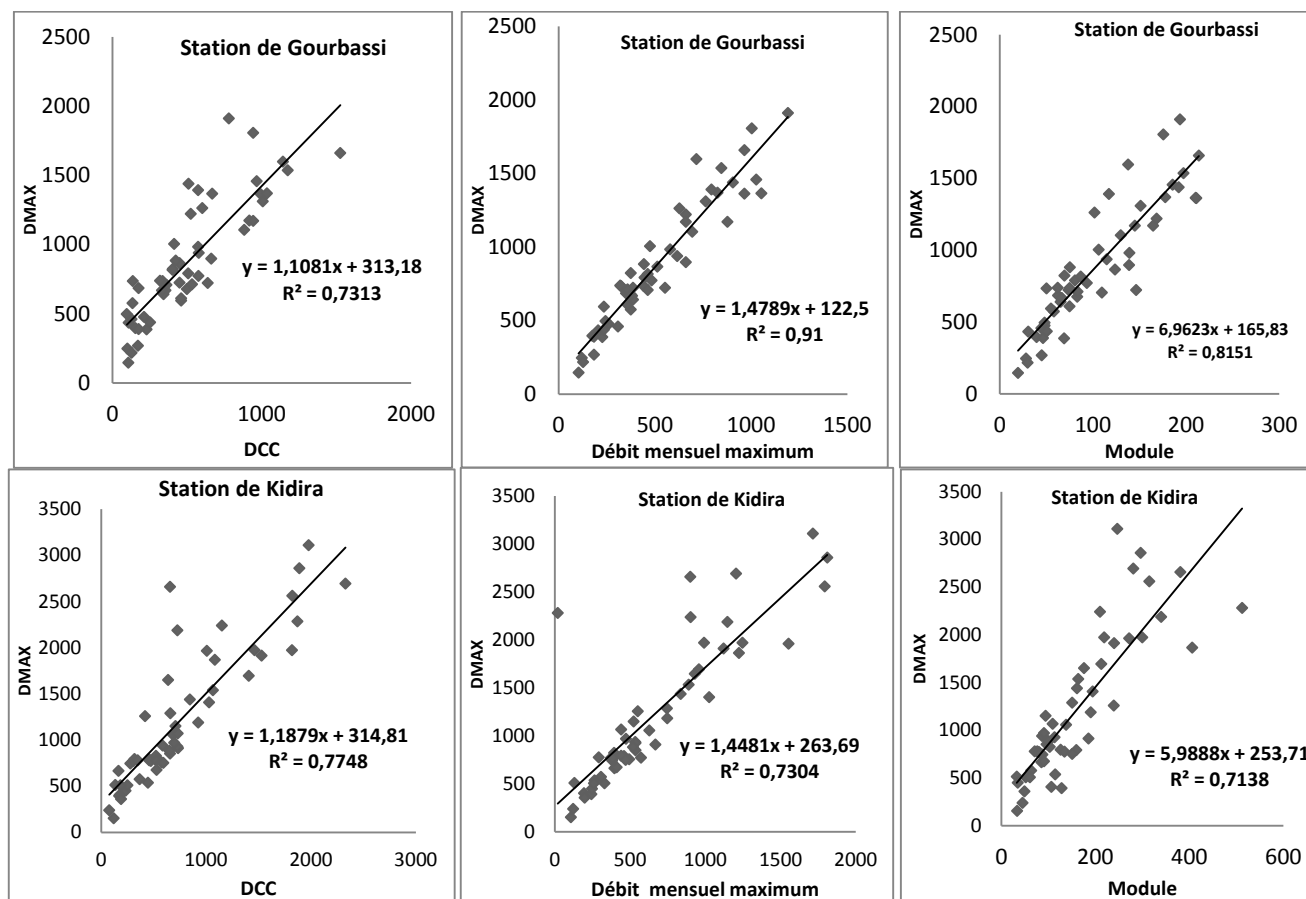 Station de Gourbassi
2500
2000
1500
1000
500
0
DMAX
y = 1,1081x + 313,18
R² = 0,7313
0 1000 2000
DCC
Station de Gourbassi
2500
2000
1500
1000
500
0
DMAX
y = 1,4789x + 122,5
R² = 0,91
0 500 1000 1500
Débit mensuel maximum
Station de Gourbassi
2500
2000
1500
1000
500
0
DMAX
y = 6,9623x + 165,83
R² = 0,8151
0 100 200 300
Module
Station de Kidira
3500
3000
2500
2000
1500
1000
500
0
DMAX
y = 1,1879x + 314,81
R² = 0,7748
0 1000 2000 3000
DCC
Station de Kidira
3500
3000
2500
2000
1500
1000
500
0
DMAX
y = 1,4481x + 263,69
R² = 0,7304
0 500 1000 1500 2000
Débit mensuel maximum
Station de Kidira
3500
3000
2500
2000
1500
1000
500
0
DMAX
y = 5,9888x + 253,71
R² = 0,7138
0 200 400 600
Module